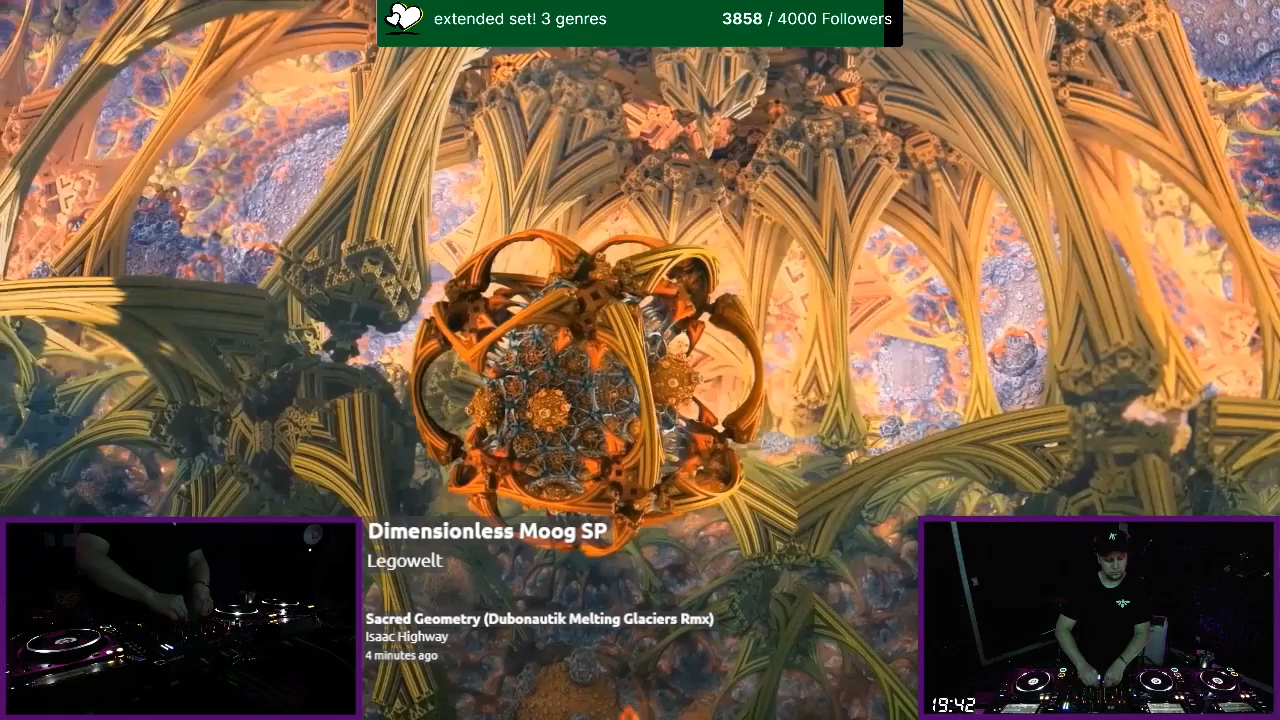 extended set! 3 genres
3858 / 4000 Followers
Dimensionless Moog SP
Legowelt
Sacred Geometry (Dubonautik Melting Glaciers Rmx)
Isaac Highway
4 minutes ago
19:42